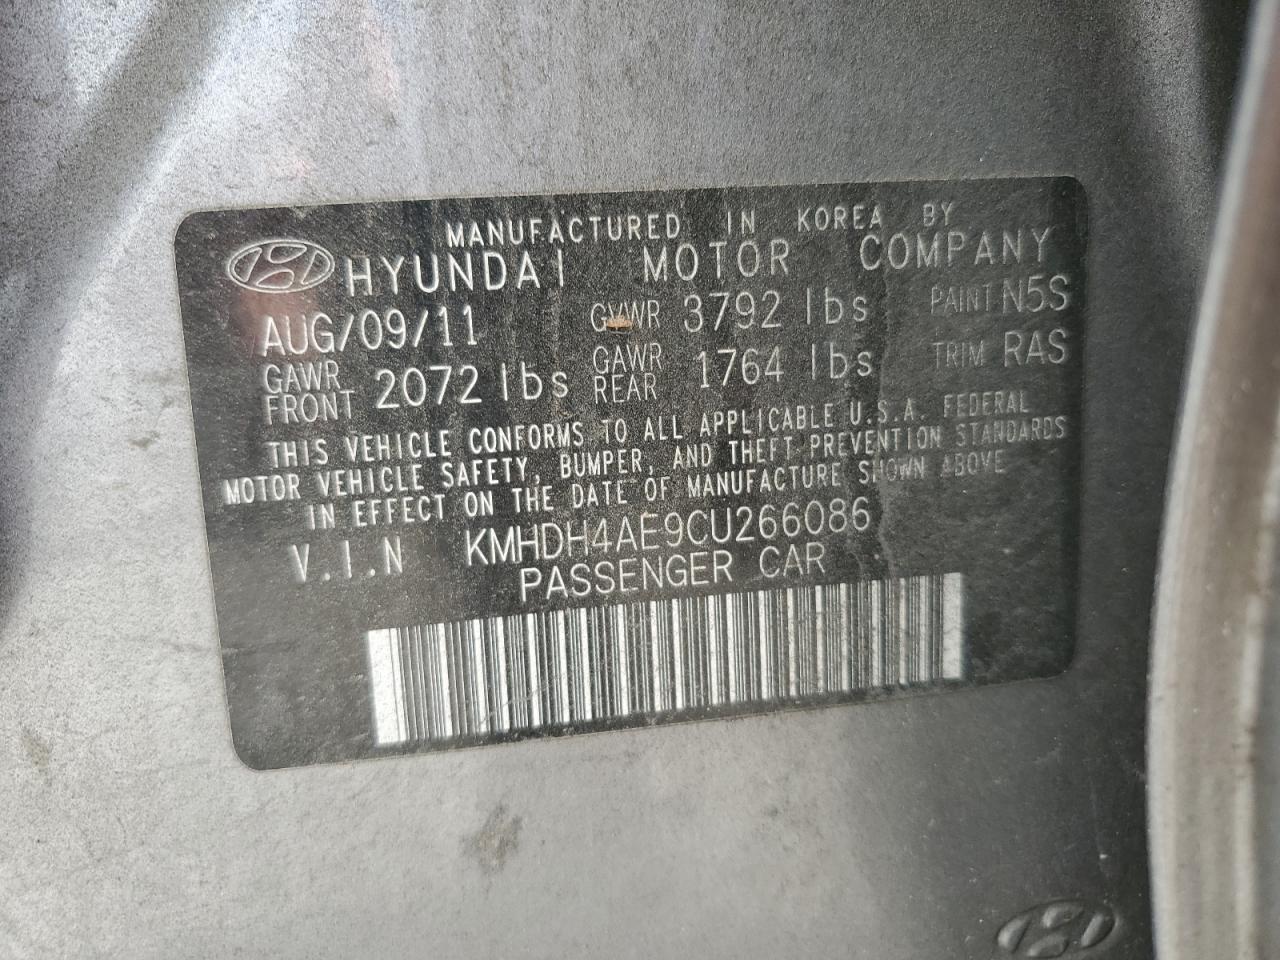 MANUFACTURED IN KOREA BY
HYUNDAI MOTOR COMPANY
AUG/09/11 GVWR 3792 lbs PAINT N5S
GAWR FRONT 2072 lbs GAWR REAR 1764 lbs TRIM RAS
THIS VEHICLE CONFORMS TO ALL APPLICABLE U.S.A. FEDERAL
MOTOR VEHICLE SAFETY, BUMPER, AND THEFT PREVENTION STANDARDS
IN EFFECT ON THE DATE OF MANUFACTURE SHOWN ABOVE
V.I.N KMHDH4AE9CU266086
PASSENGER CAR